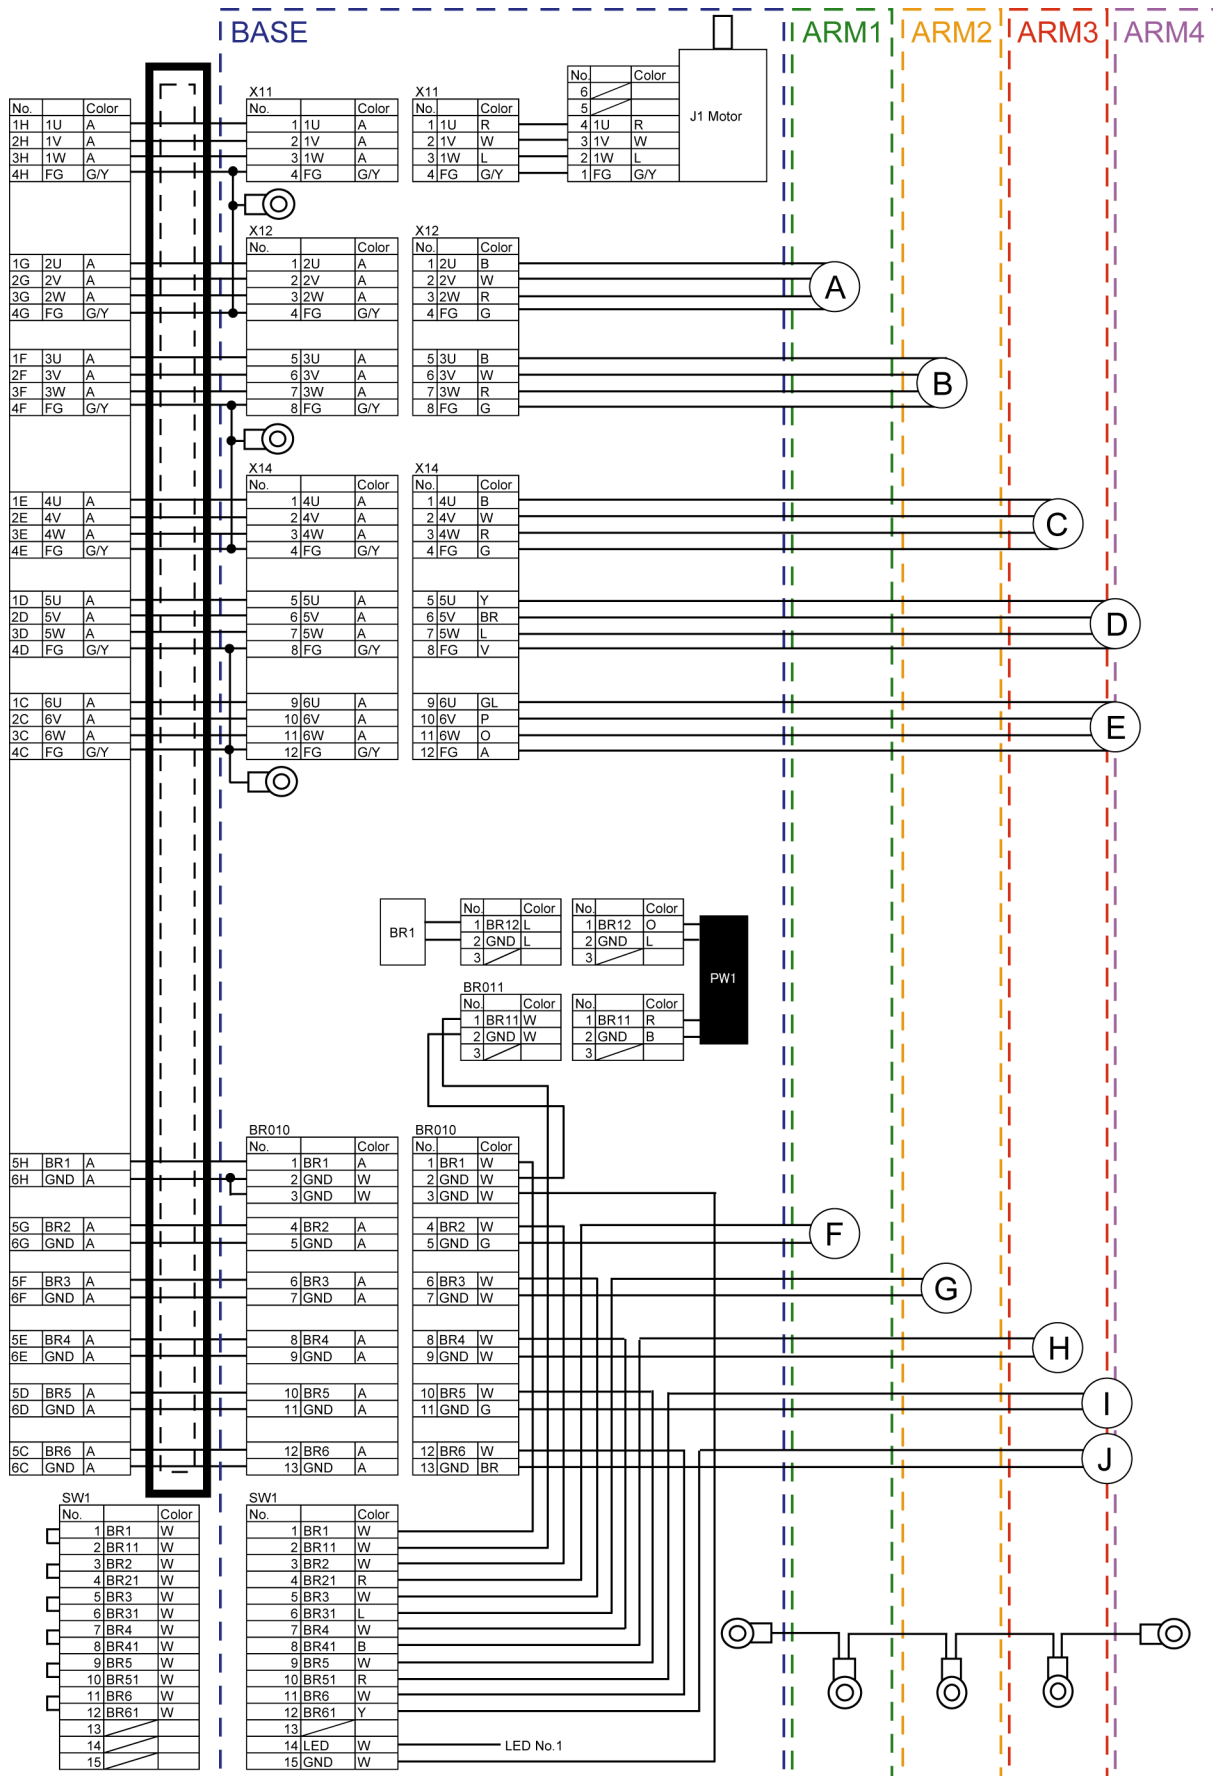 BASE ARM1 ARM2 ARM3 ARM4
No. Color
1H 1U A
2H 1V A
3H 1W A
4H FG G/Y
1G 2U A
2G 2V A
3G 2W A
4G FG G/Y
1F 3U A
2F 3V A
3F 3W A
4F FG G/Y
1E 4U A
2E 4V A
3E 4W A
4E FG G/Y
1D 5U A
2D 5V A
3D 5W A
4D FG G/Y
1C 6U A
2C 6V A
3C 6W A
4C FG G/Y
5H BR1 A
6H GND A
5G BR2 A
6G GND A
5F BR3 A
6F GND A
5E BR4 A
6E GND A
5D BR5 A
6D GND A
5C BR6 A
6C GND A
X11
No. Color
1 1U A
2 1V A
3 1W A
4 FG G/Y
X11
No. Color
1 1U R
2 1V W
3 1W L
4 FG G/Y
No. Color
6
5
4 1U R
3 1V W
2 1W L
1 FG G/Y
J1 Motor
X12
No. Color
1 2U A
2 2V A
3 2W A
4 FG G/Y
5 3U A
6 3V A
7 3W A
8 FG G/Y
X12
No. Color
1 2U B
2 2V W
3 2W R
4 FG G
5 3U B
6 3V W
7 3W R
8 FG G
A
B
X14
No. Color
1 4U A
2 4V A
3 4W A
4 FG G/Y
5 5U A
6 5V A
7 5W A
8 FG G/Y
9 6U A
10 6V A
11 6W A
12 FG G/Y
X14
No. Color
1 4U B
2 4V W
3 4W R
4 FG G
5 5U Y
6 5V BR
7 5W L
8 FG V
9 6U GL
10 6V P
11 6W O
12 FG A
C
D
E
BR1
No. Color
1 BR12 L
2 GND L
3
No. Color
1 BR12 O
2 GND L
3
PW1
BR011
No. Color
1 BR11 W
2 GND W
3
No. Color
1 BR11 R
2 GND B
3
BR010
No. Color
1 BR1 A
2 GND W
3 GND W
4 BR2 A
5 GND A
6 BR3 A
7 GND A
8 BR4 A
9 GND A
10 BR5 A
11 GND A
12 BR6 A
13 GND A
BR010
No. Color
1 BR1 W
2 GND W
3 GND W
4 BR2 W
5 GND G
6 BR3 W
7 GND W
8 BR4 W
9 GND W
10 BR5 W
11 GND G
12 BR6 W
13 GND BR
F
G
H
I
J
SW1
No. Color
1 BR1 W
2 BR11 W
3 BR2 W
4 BR21 W
5 BR3 W
6 BR31 W
7 BR4 W
8 BR41 W
9 BR5 W
10 BR51 W
11 BR6 W
12 BR61 W
13
14
15
SW1
No. Color
1 BR1 W
2 BR11 W
3 BR2 W
4 BR21 R
5 BR3 W
6 BR31 L
7 BR4 W
8 BR41 B
9 BR5 W
10 BR51 R
11 BR6 W
12 BR61 Y
13
14 LED W
15 GND W
LED No.1